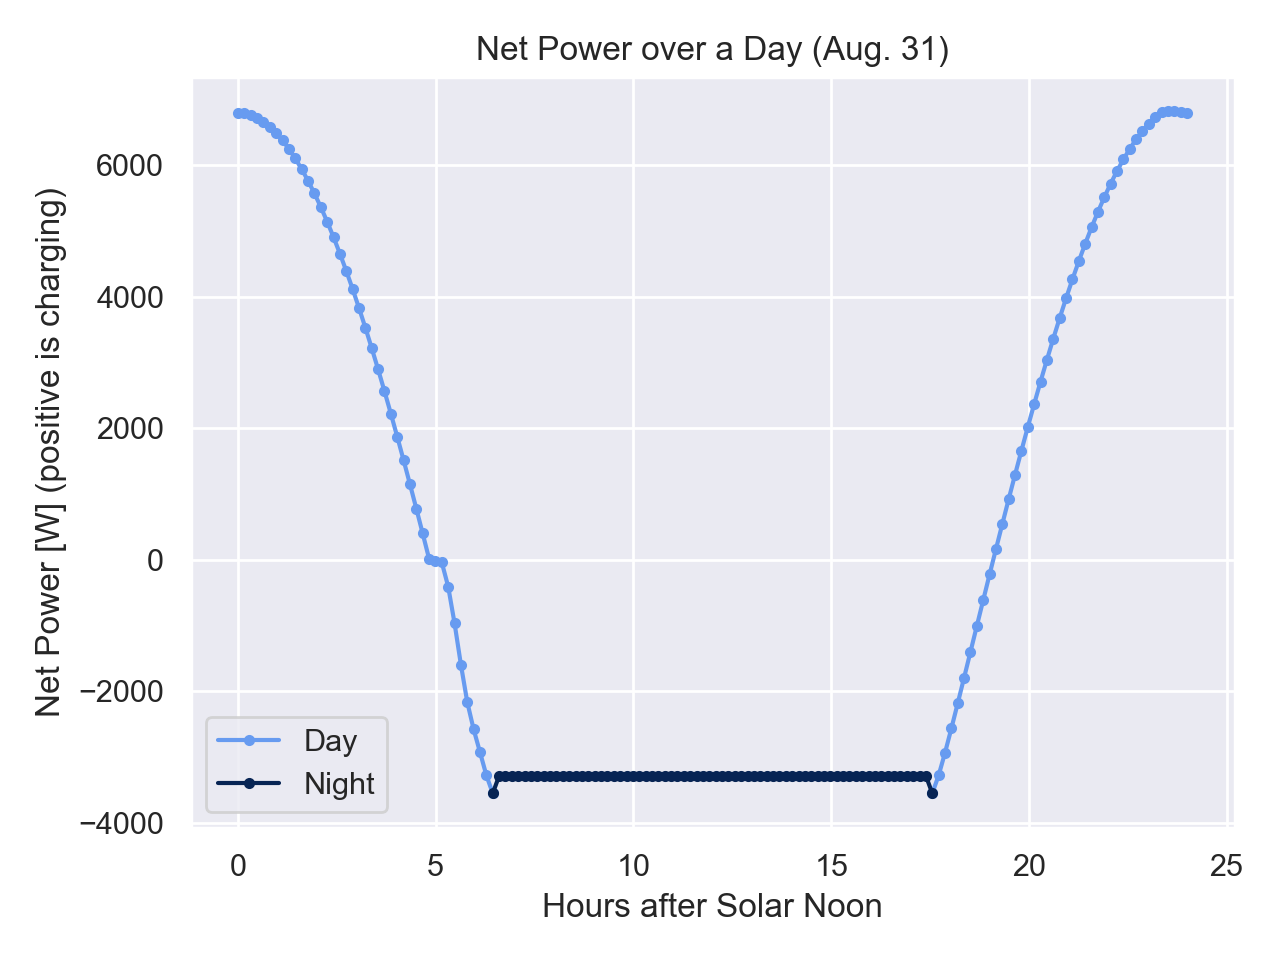 Net Power over a Day (Aug. 31)
Net Power [W] (positive is charging)
6000
4000
2000
0
−2000
−4000
Day
Night
0 5 10 15 20 25
Hours after Solar Noon